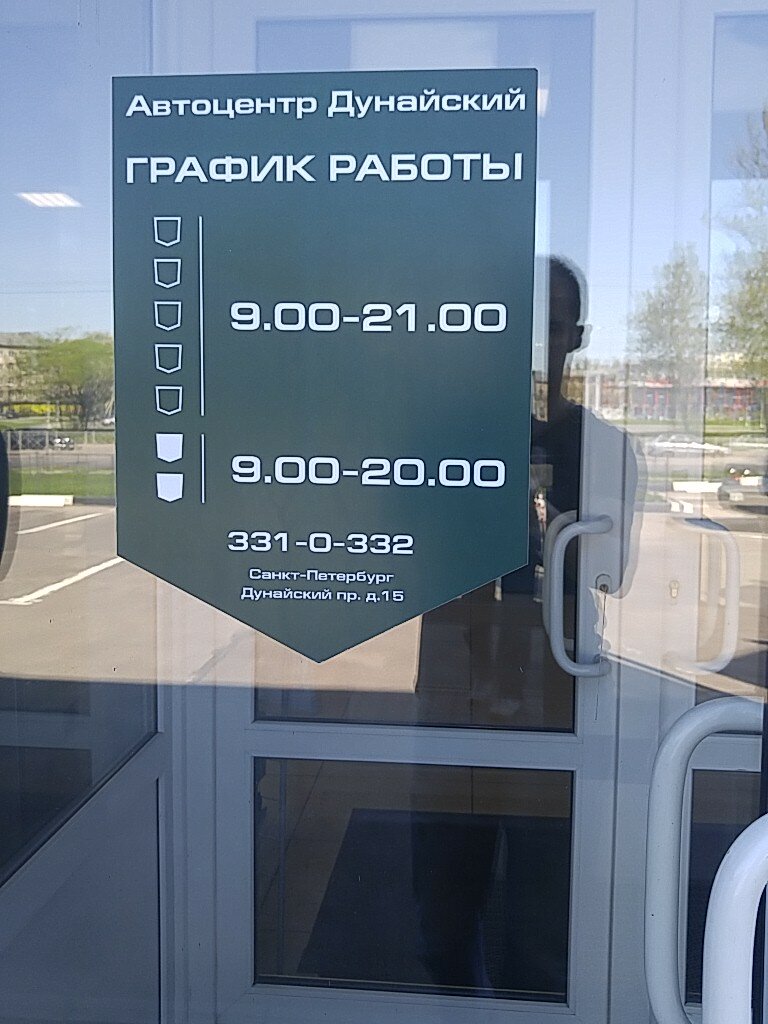 Автоцентр Дунайский
ГРАФИК РАБОТЫ
9.00-21.00
9.00-20.00
331-0-332
Санкт-Петербург
Дунайский пр. д.15